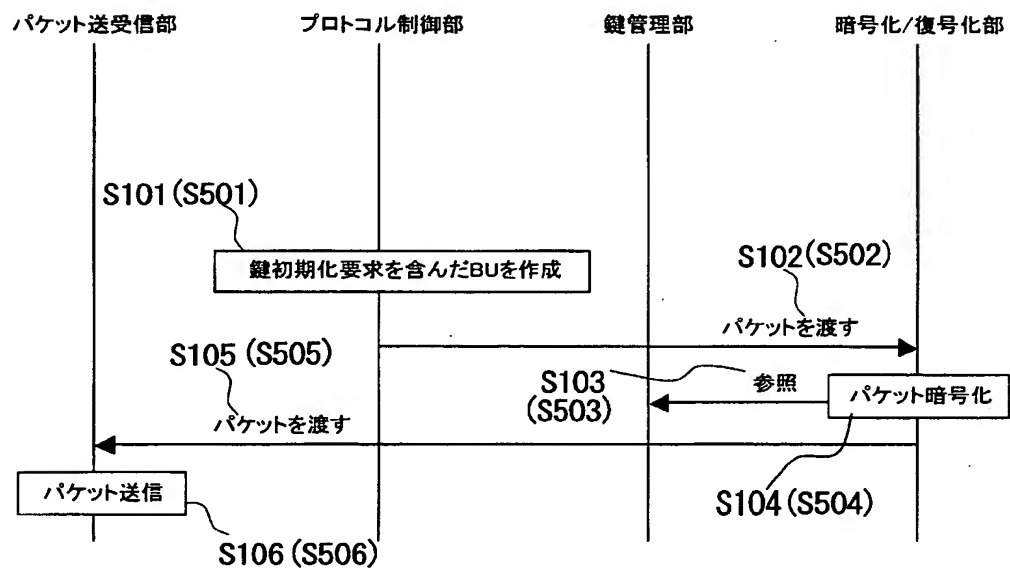 パケット送受信部
プロトコル制御部
鍵管理部
暗号化/復号化部
S101(S501)
鍵初期化要求を含んだBUを作成
S102(S502)
パケットを渡す
S105(S505)
パケットを渡す
S103
(S503)
参照
パケット暗号化
パケット送信
S104(S504)
S106(S506)